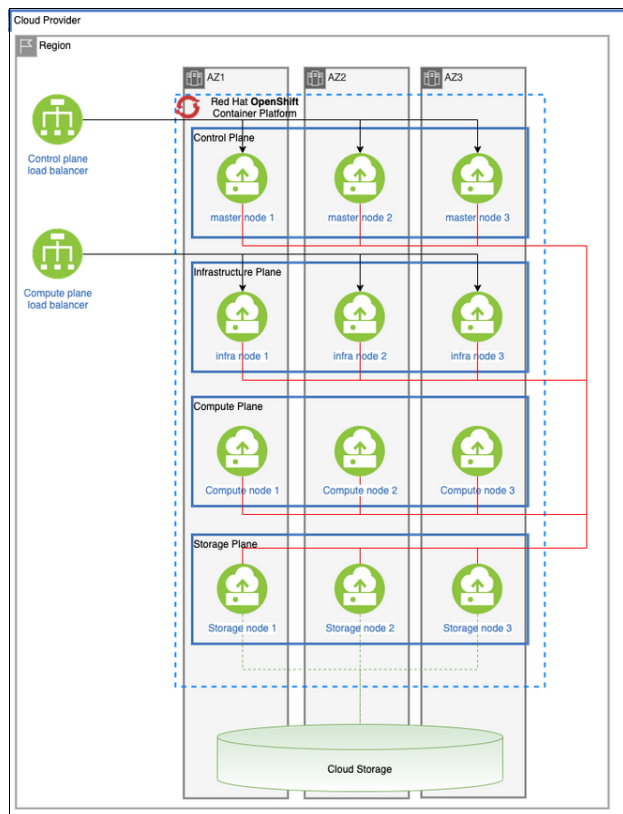 Cloud Provider
Region
AZ1
AZ2
AZ3
Red Hat OpenShift
Container Platform
Control plane
load balancer
Control Plane
master node 1
master node 2
master node 3
Compute plane
load balancer
Infrastructure Plane
infra node 1
infra node 2
infra node 3
Compute Plane
Compute node 1
Compute node 2
Compute node 3
Storage Plane
Storage node 1
Storage node 2
Storage node 3
Cloud Storage